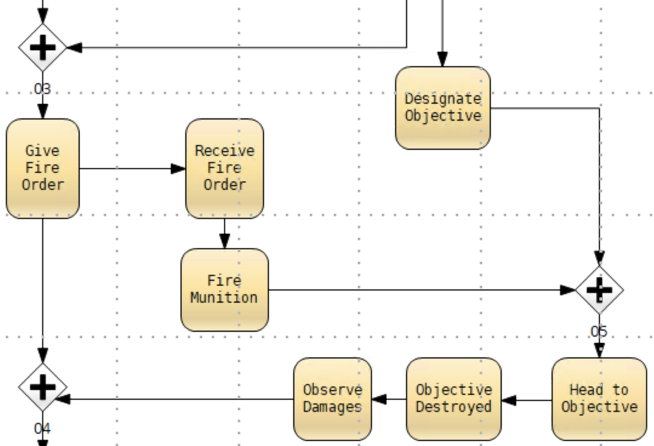 03
Designate
Objective
Give
Fire
Order
Receive
Fire
Order
Fire
Munition
05
04
Observe
Damages
Objective
Destroyed
Head to
Objective